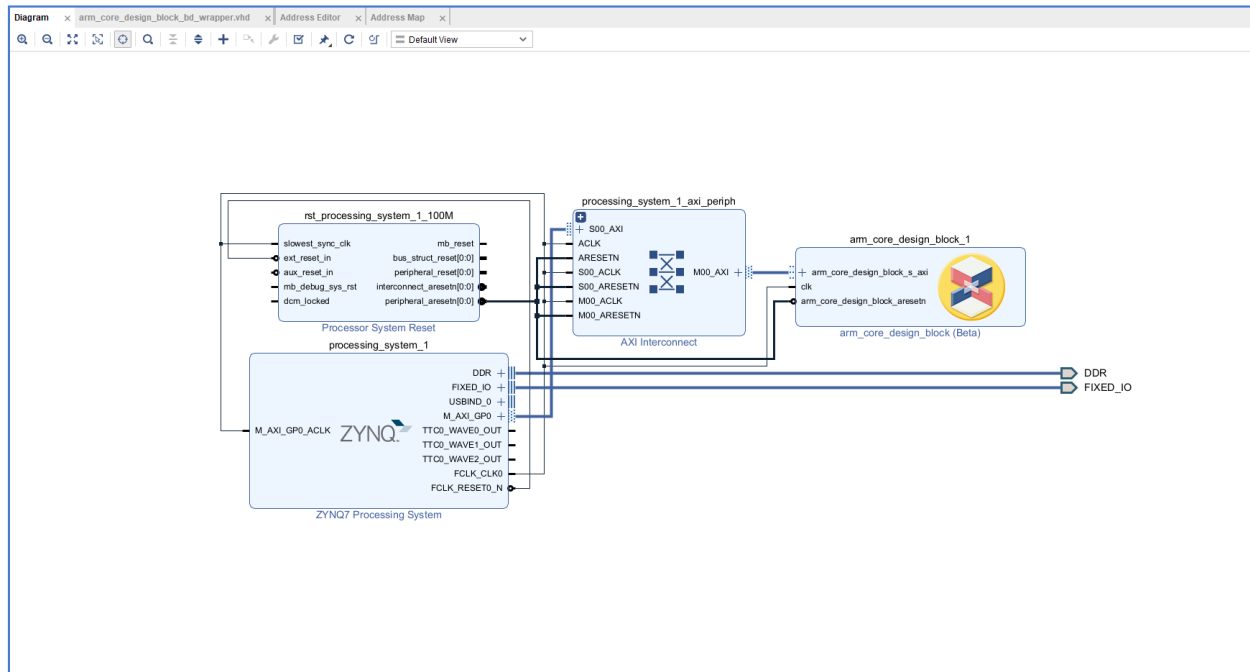 Diagram
arm_core_design_block_bd_wrapper.vhd
Address Editor
Address Map
Default View
rst_processing_system_1_100M
slowest_sync_clk
ext_reset_in
aux_reset_in
mb_debug_sys_rst
dcm_locked
mb_reset
bus_struct_reset[0:0]
peripheral_reset[0:0]
interconnect_aresetn[0:0]
peripheral_aresetn[0:0]
Processor System Reset
processing_system_1
M_AXI_GP0_ACLK
ZYNQ
DDR
FIXED_IO
USBIND_0
M_AXI_GP0
TTC0_WAVE0_OUT
TTC0_WAVE1_OUT
TTC0_WAVE2_OUT
FCLK_CLK0
FCLK_RESET0_N
ZYNQ7 Processing System
processing_system_1_axi_periph
S00_AXI
ACLK
ARESETN
S00_ACLK
S00_ARESETN
M00_ACLK
M00_ARESETN
M00_AXI
AXI Interconnect
arm_core_design_block_1
arm_core_design_block_s_axi
clk
arm_core_design_block_aresetn
arm_core_design_block (Beta)
DDR
FIXED_IO